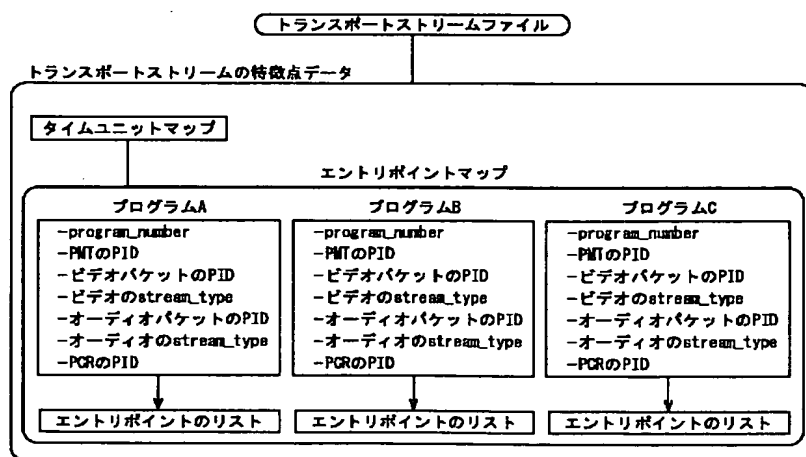 トランスポートストリームファイル
トランスポートストリームの特徴点データ
タイムユニットマップ
エントリポイントマップ
プログラムA
-program_number
-PMTのPID
-ビデオパケットのPID
-ビデオのstream_type
-オーディオパケットのPID
-オーディオのstream_type
-PCRのPID
エントリポイントのリスト
プログラムB
-program_number
-PMTのPID
-ビデオパケットのPID
-ビデオのstream_type
-オーディオパケットのPID
-オーディオのstream_type
-PCRのPID
エントリポイントのリスト
プログラムC
-program_number
-PMTのPID
-ビデオパケットのPID
-ビデオのstream_type
-オーディオパケットのPID
-オーディオのstream_type
-PCRのPID
エントリポイントのリスト